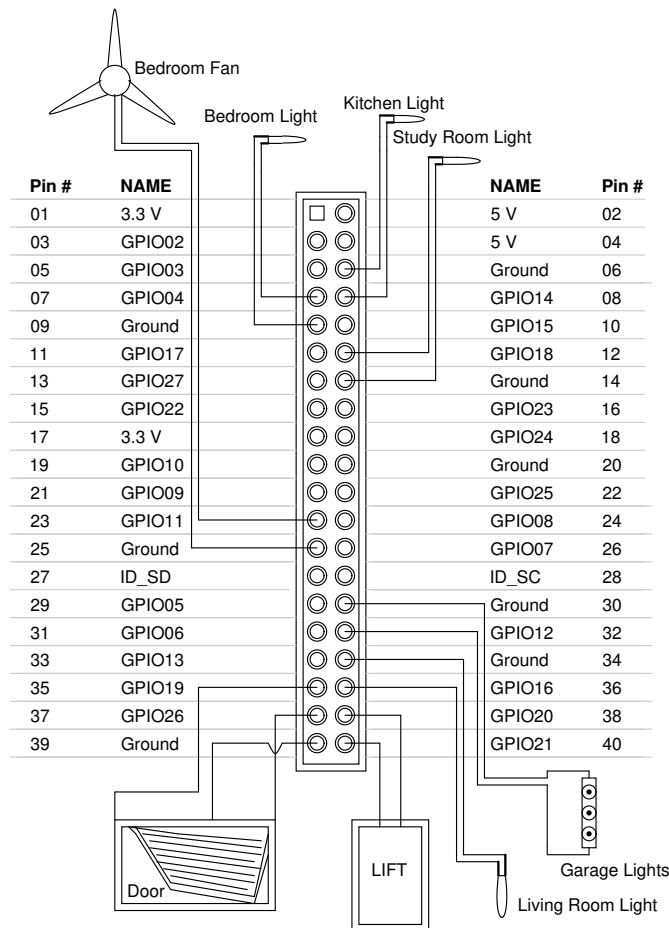 Bedroom Fan
Bedroom Light
Kitchen Light
Study Room Light
Pin # NAME NAME Pin #
01 3.3 V 5 V 02
03 GPIO02 5 V 04
05 GPIO03 Ground 06
07 GPIO04 GPIO14 08
09 Ground GPIO15 10
11 GPIO17 GPIO18 12
13 GPIO27 Ground 14
15 GPIO22 GPIO23 16
17 3.3 V GPIO24 18
19 GPIO10 Ground 20
21 GPIO09 GPIO25 22
23 GPIO11 GPIO08 24
25 Ground GPIO07 26
27 ID_SD ID_SC 28
29 GPIO05 Ground 30
31 GPIO06 GPIO12 32
33 GPIO13 Ground 34
35 GPIO19 GPIO16 36
37 GPIO26 GPIO20 38
39 Ground GPIO21 40
Door
LIFT
Garage Lights
Living Room Light